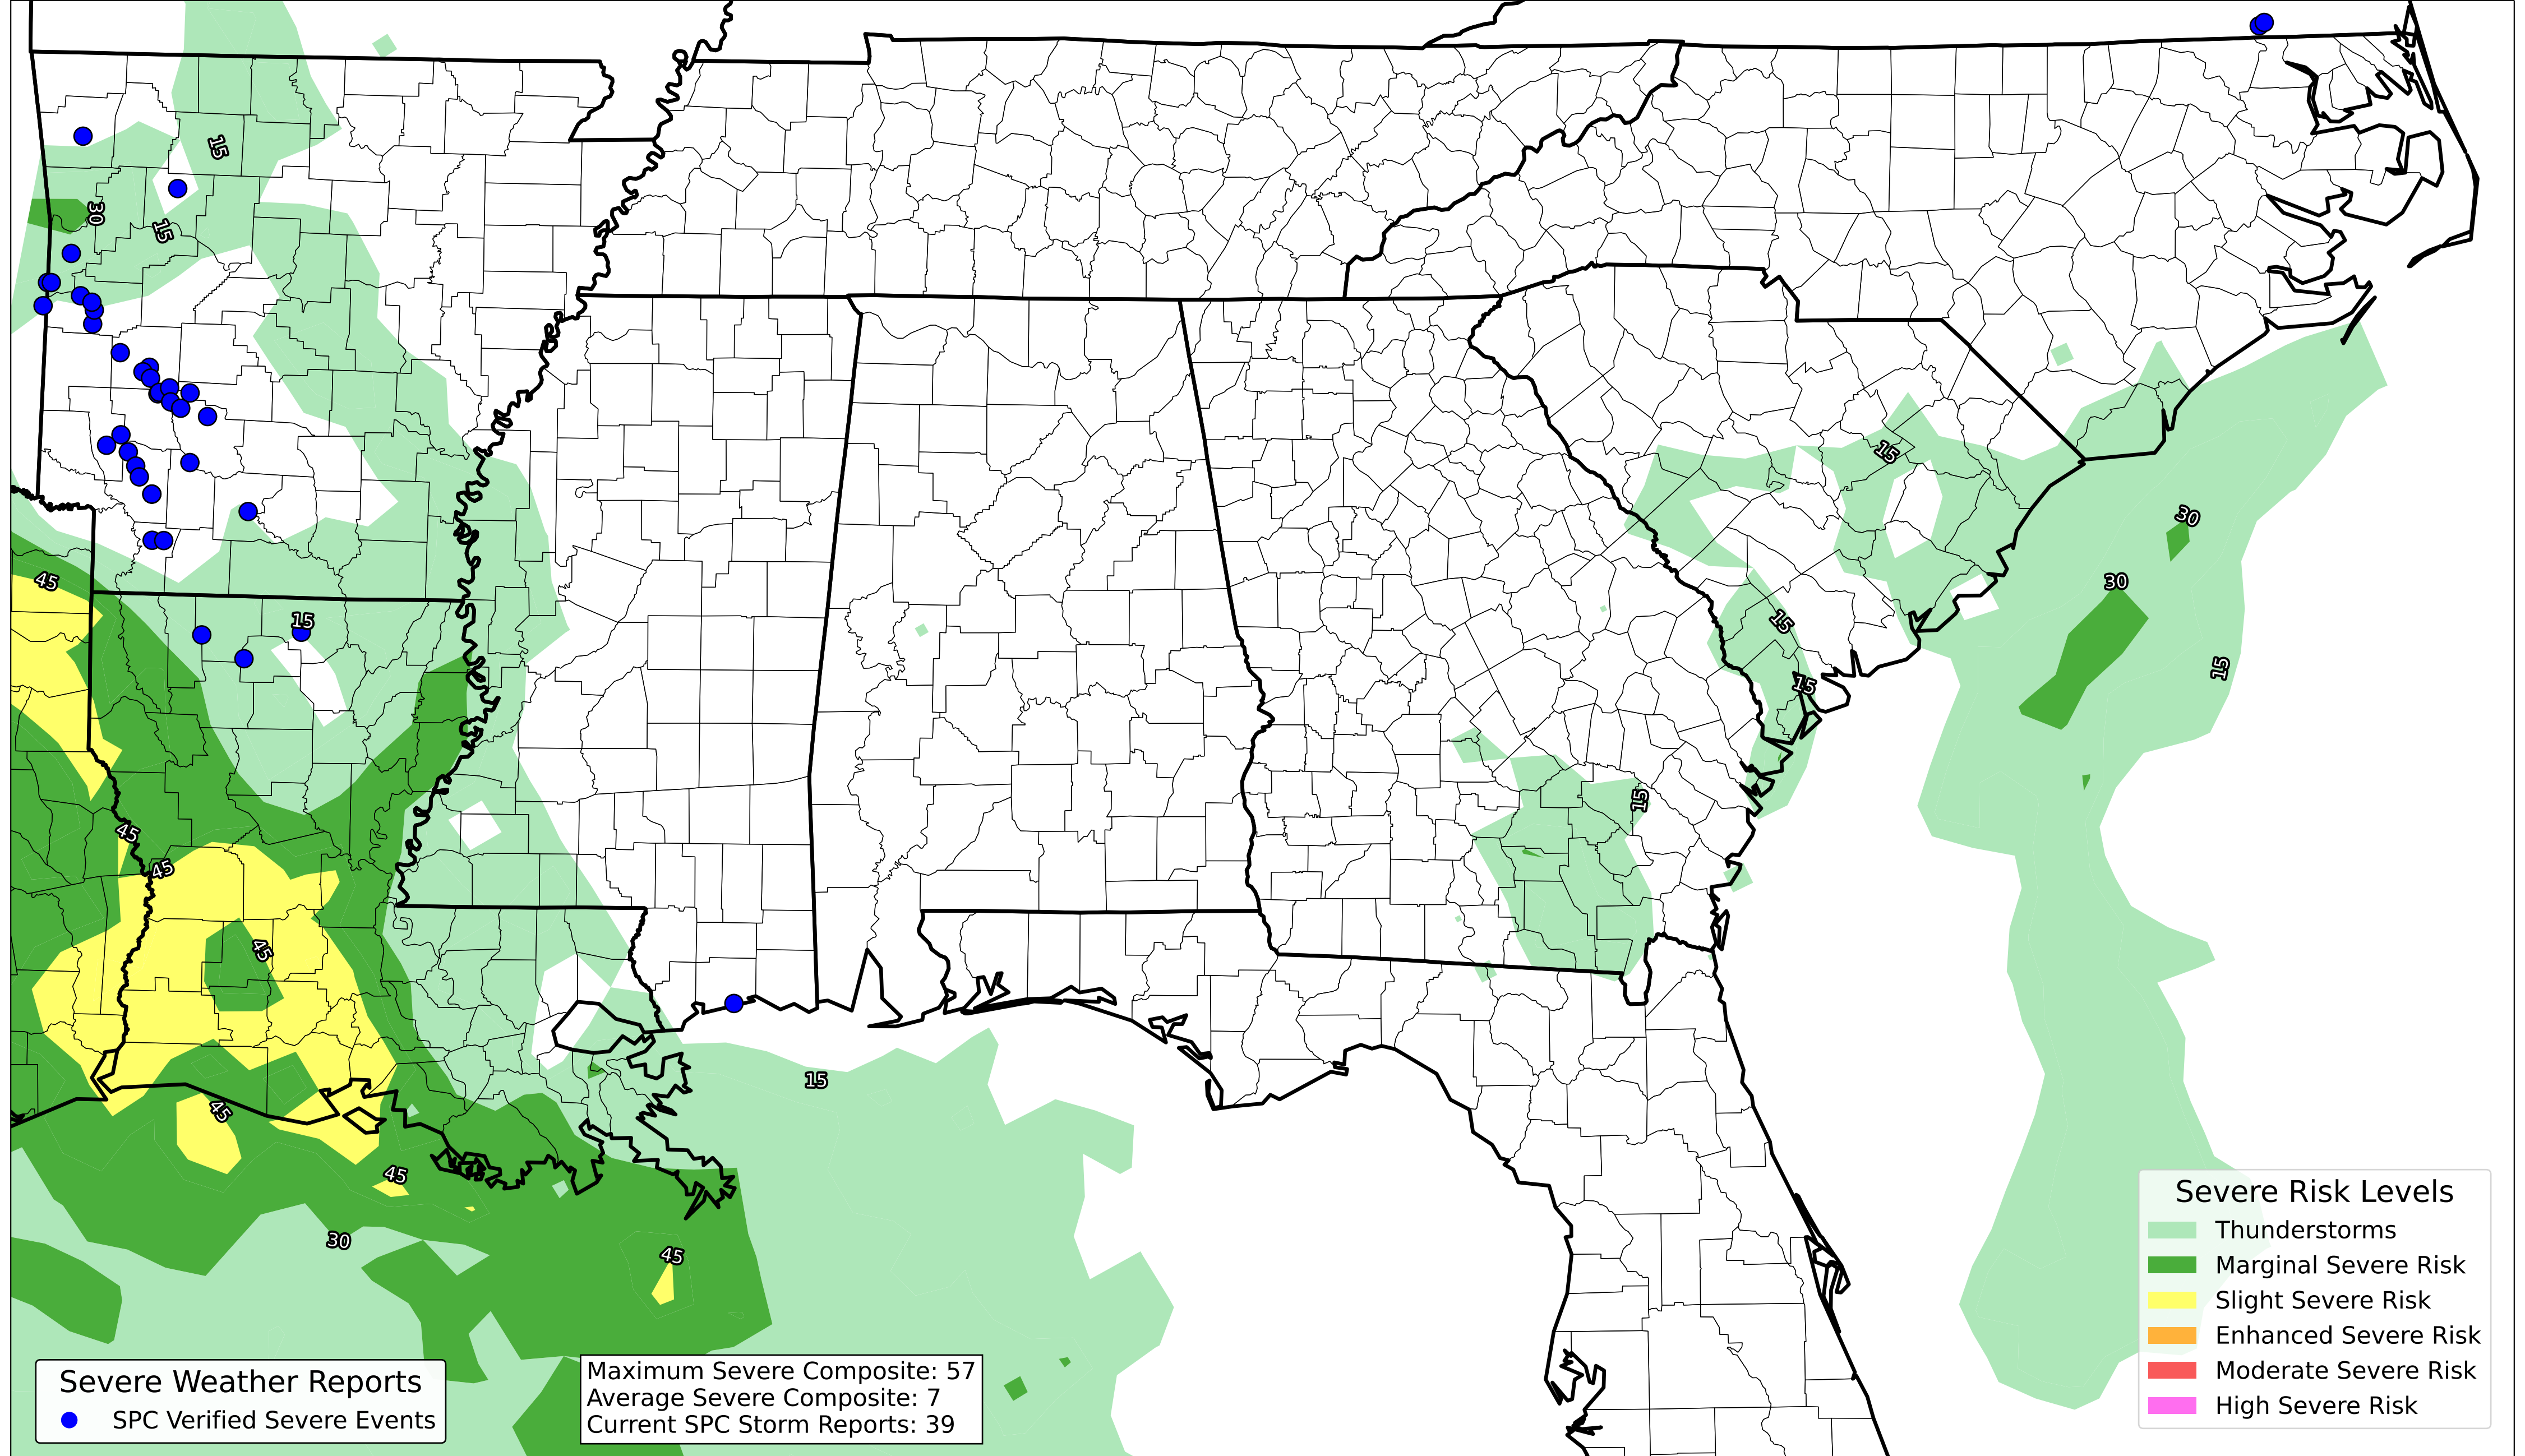 15
30
15
15
30
45
30
15
15
15
15
15
45
45
45
45
15
45
45
30
45
Severe Risk Levels
Thunderstorms
Marginal Severe Risk
Slight Severe Risk
Enhanced Severe Risk
Moderate Severe Risk
High Severe Risk
Severe Weather Reports
SPC Verified Severe Events
Maximum Severe Composite: 57
Average Severe Composite: 7
Current SPC Storm Reports: 39